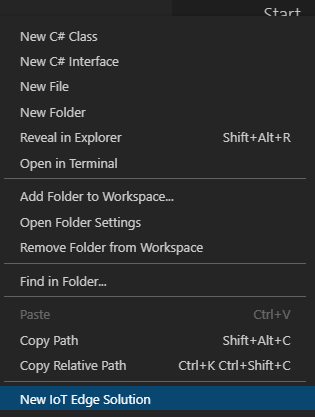 Start
New C# Class
New C# Interface
New File
New Folder
Reveal in Explorer Shift+Alt+R
Open in Terminal
Add Folder to Workspace...
Open Folder Settings
Remove Folder from Workspace
Find in Folder...
Paste Ctrl+V
Copy Path Shift+Alt+C
Copy Relative Path Ctrl+K Ctrl+Shift+C
New IoT Edge Solution